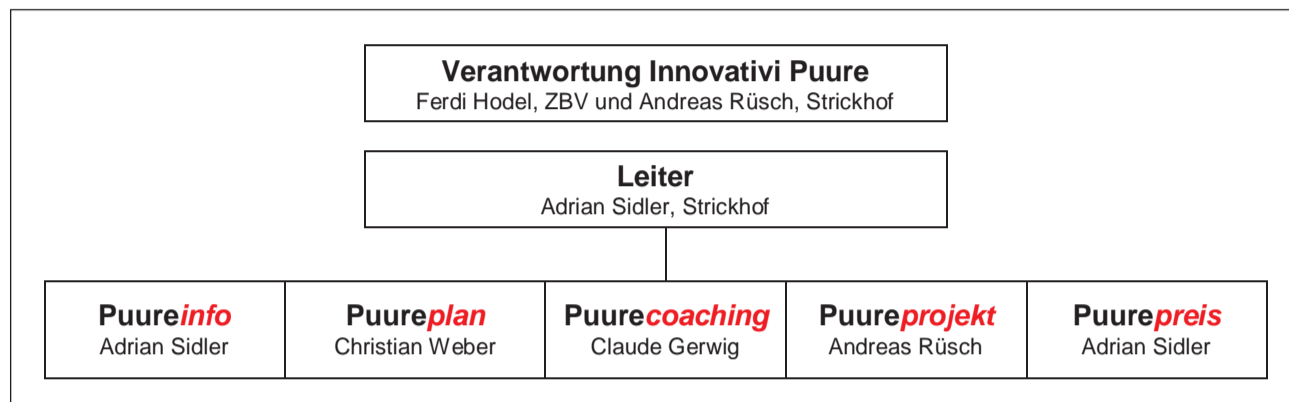 Verantwortung Innovativi Puure
Ferdi Hodel, ZBV und Andreas Rüsch, Strickhof
Leiter
Adrian Sidler, Strickhof
Puureinfo
Adrian Sidler
Puureplan
Christian Weber
Puurecoaching
Claude Gerwig
Puureprojekt
Andreas Rüsch
Puurepreis
Adrian Sidler